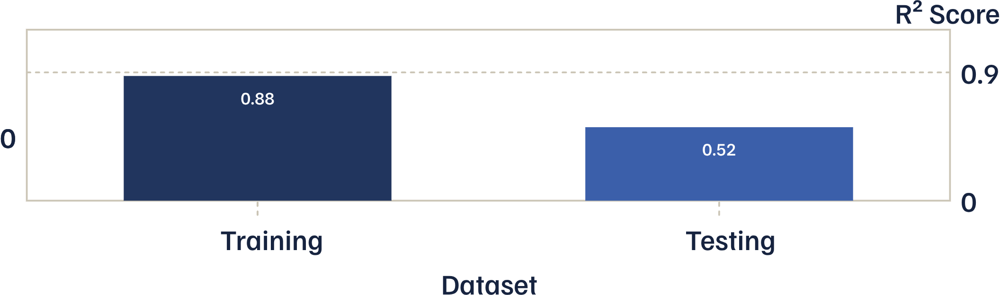 R² Score
0.9
0.88
0
0.52
0
Training
Testing
Dataset